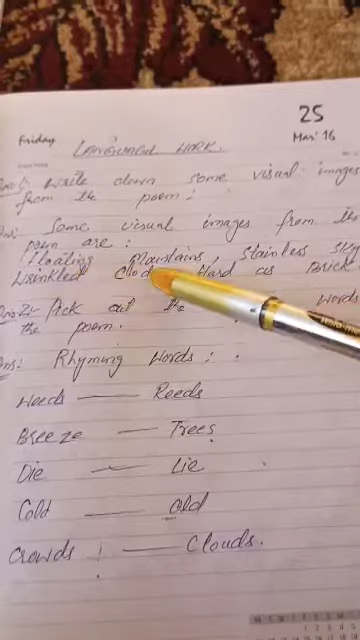 25
Friday
Mar '16
LANGUAGE WORK.
Write down some visual images
from the poem :
Ans: Some visual images from the
poem are :
Floating Mountains, Stainless sky
Wrinkled Clod, Hard as Brick
Pick out the words
the poem.
Ans: Rhyming Words :
Weeds — Reeds
Breeze — Trees
Die — Lie
Cold — Old
Crowds : — Clouds.
M T W T F S S